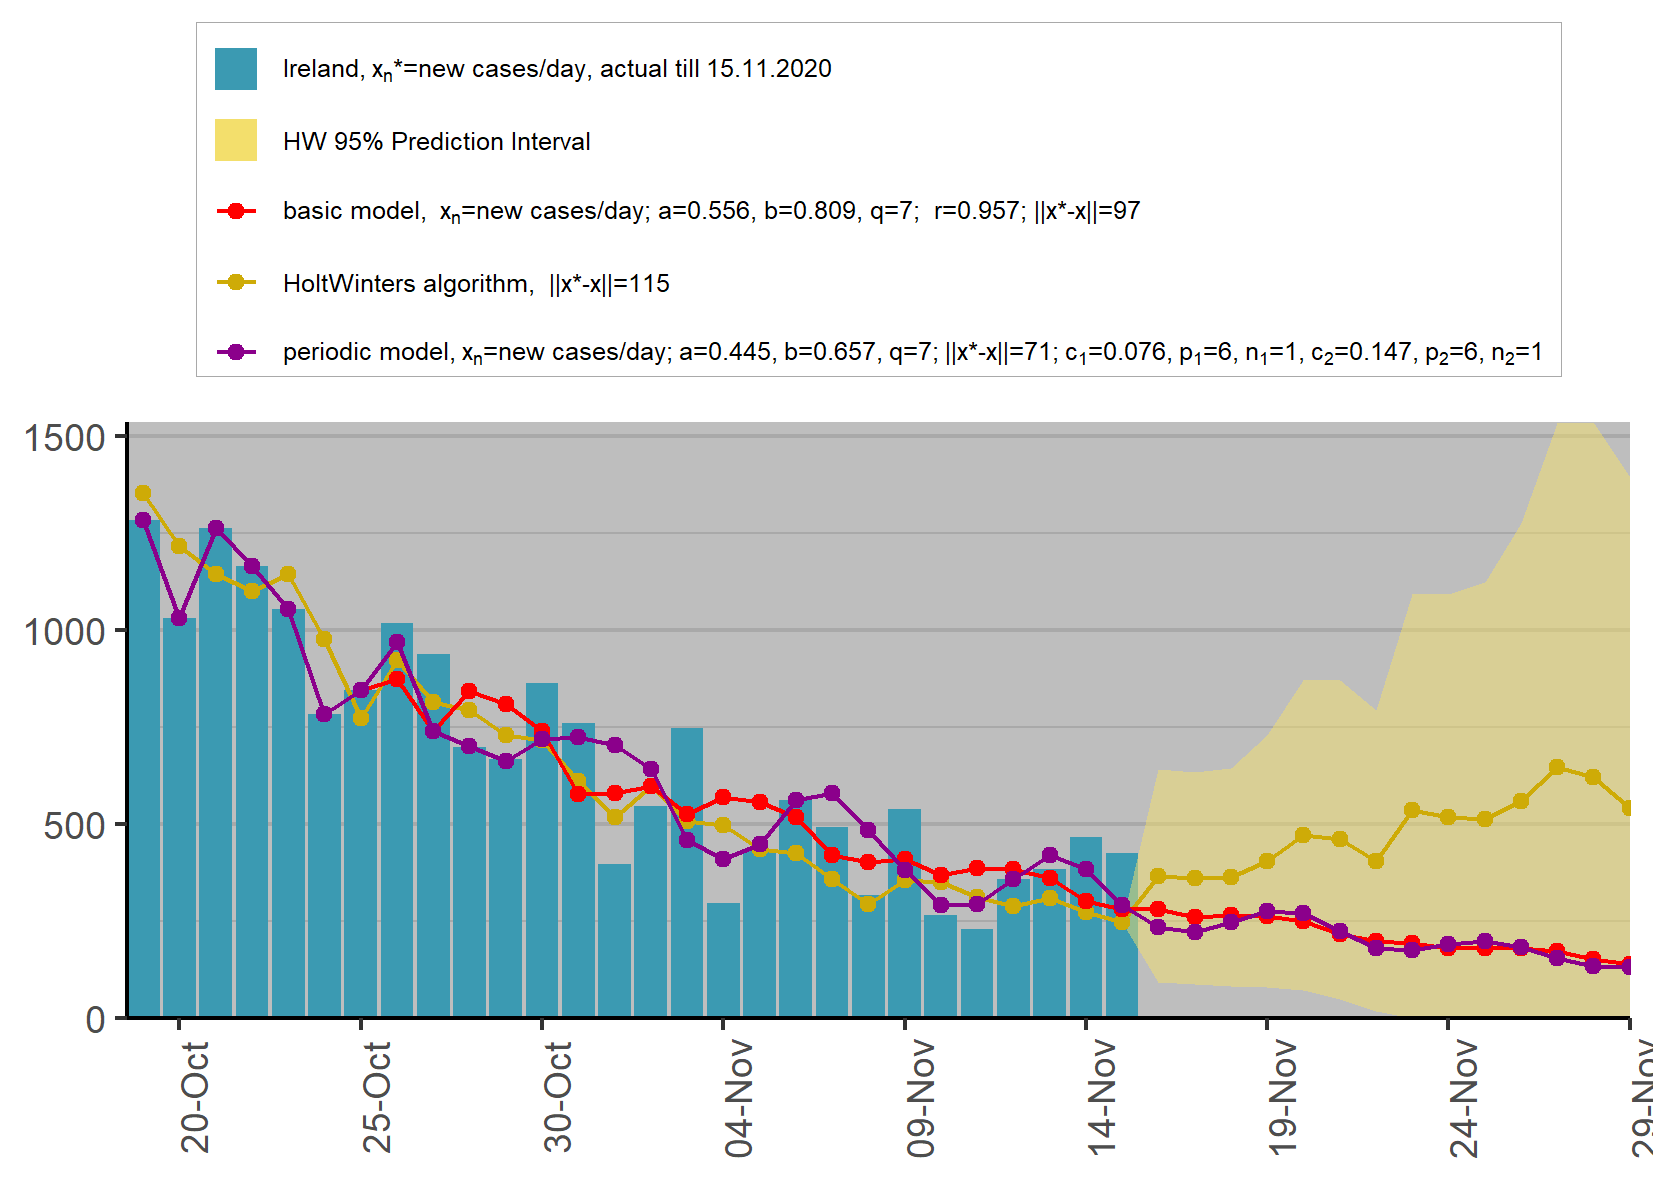 Ireland, xn*=new cases/day, actual till 15.11.2020
HW 95% Prediction Interval
basic model,  xn=new cases/day; a=0.556, b=0.809, q=7;  r=0.957; ||x*-x||=97
HoltWinters algorithm,  ||x*-x||=115
periodic model, xn=new cases/day; a=0.445, b=0.657, q=7; ||x*-x||=71; c1=0.076, p1=6, n1=1, c2=0.147, p2=6, n2=1
1500
1000
500
0
20-Oct
25-Oct
30-Oct
04-Nov
09-Nov
14-Nov
19-Nov
24-Nov
29-Nov